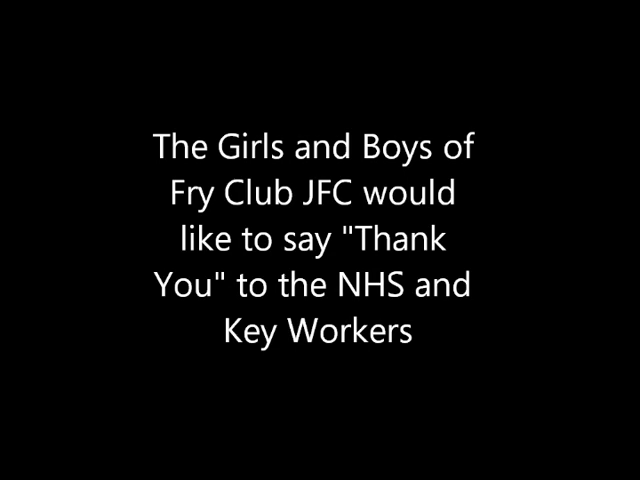 The Girls and Boys of
Fry Club JFC would
like to say "Thank
You" to the NHS and
Key Workers